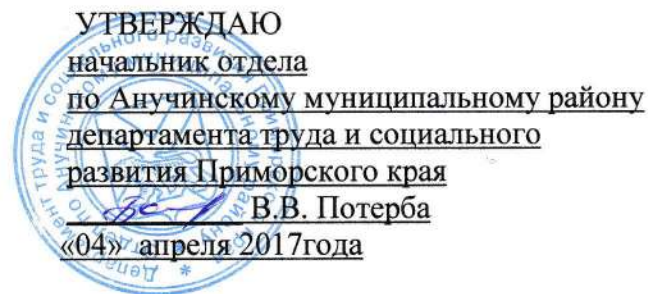 УТВЕРЖДАЮ
начальник отдела
по Анучинскому муниципальному району
департамента труда и социального
развития Приморского края
В.В. Потерба
«04» апреля 2017года